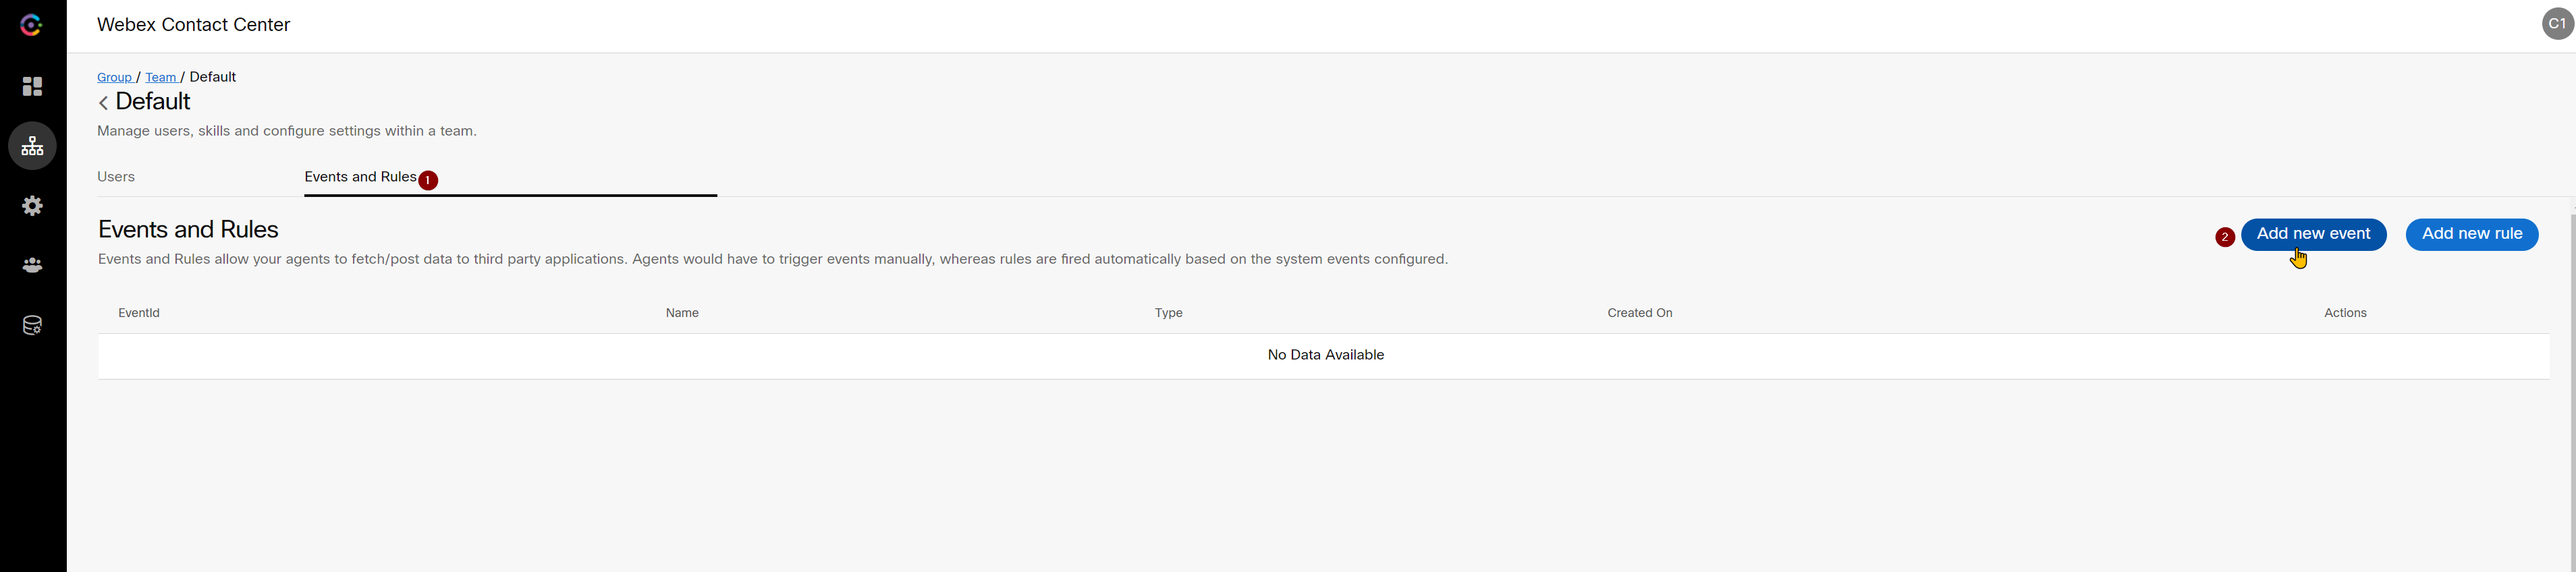 Webex Contact Center
C1
Group / Team / Default
Default
Manage users, skills and configure settings within a team.
Users
Events and Rules 1
Events and Rules
2 Add new event Add new rule
Events and Rules allow your agents to fetch/post data to third party applications. Agents would have to trigger events manually, whereas rules are fired automatically based on the system events configured.
EventId Name Type Created On Actions
No Data Available